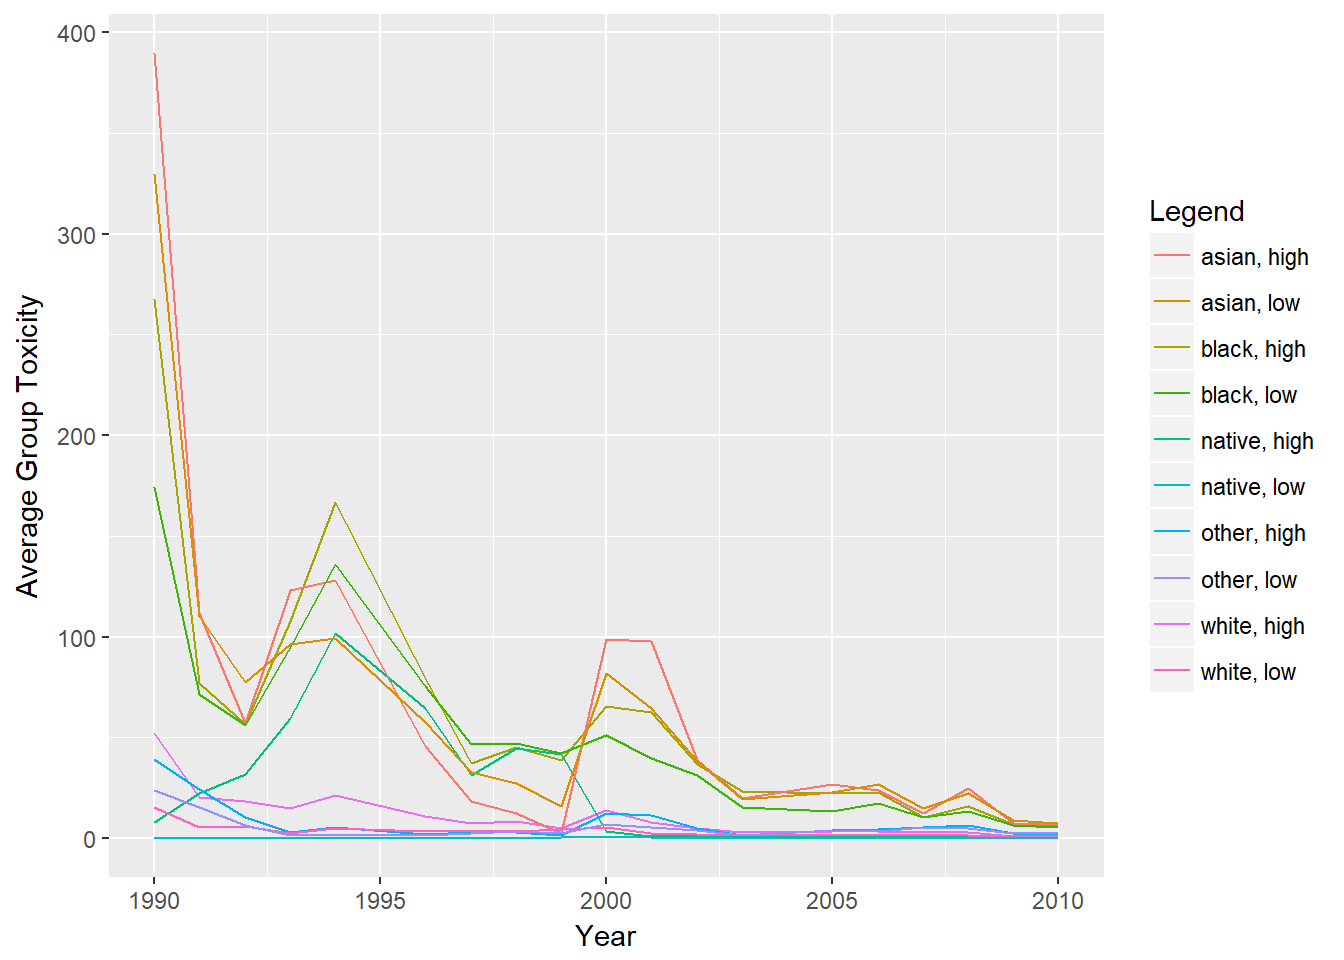 400
300
200
100
0
Average Group Toxicity
1990
1995
2000
2005
2010
Year
Legend
asian, high
asian, low
black, high
black, low
native, high
native, low
other, high
other, low
white, high
white, low